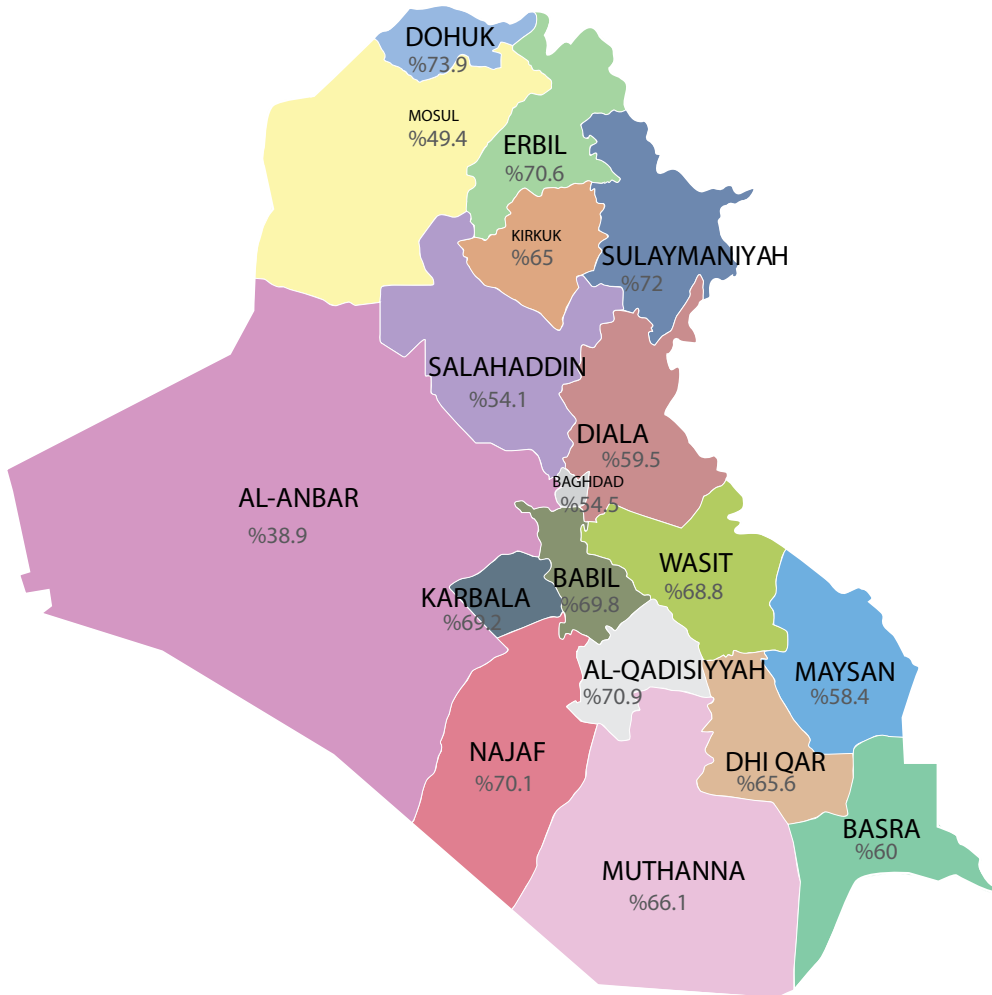 DOHUK
%73.9
MOSUL
%49.4
ERBIL
%70.6
KIRKUK
%65
SULAYMANIYAH
%72
SALAHADDIN
%54.1
DIALA
%59.5
BAGHDAD
%54.5
AL-ANBAR
%38.9
WASIT
%68.8
BABIL
%69.8
KARBALA
%69.2
AL-QADISIYYAH
%70.9
MAYSAN
%58.4
NAJAF
%70.1
DHI QAR
%65.6
BASRA
%60
MUTHANNA
%66.1